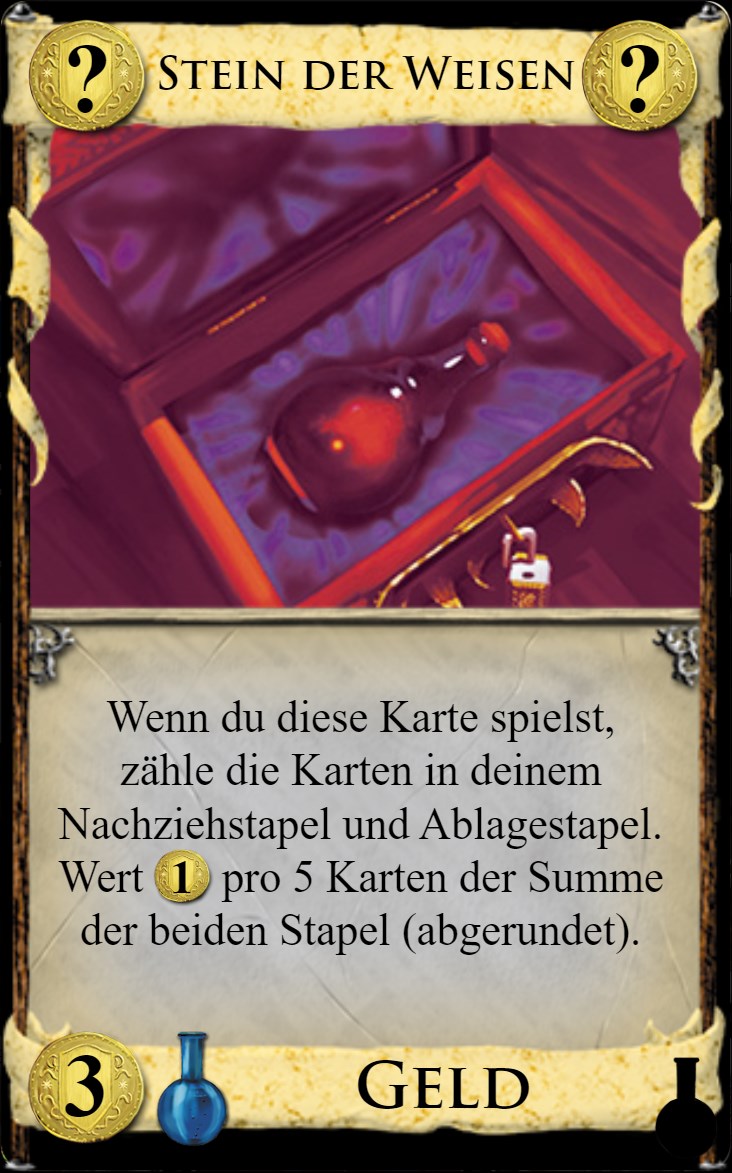 ? Stein der Weisen ?
Wenn du diese Karte spielst,
zähle die Karten in deinem
Nachziehstapel und Ablagestapel.
Wert 1 pro 5 Karten der Summe
der beiden Stapel (abgerundet).
3 Geld